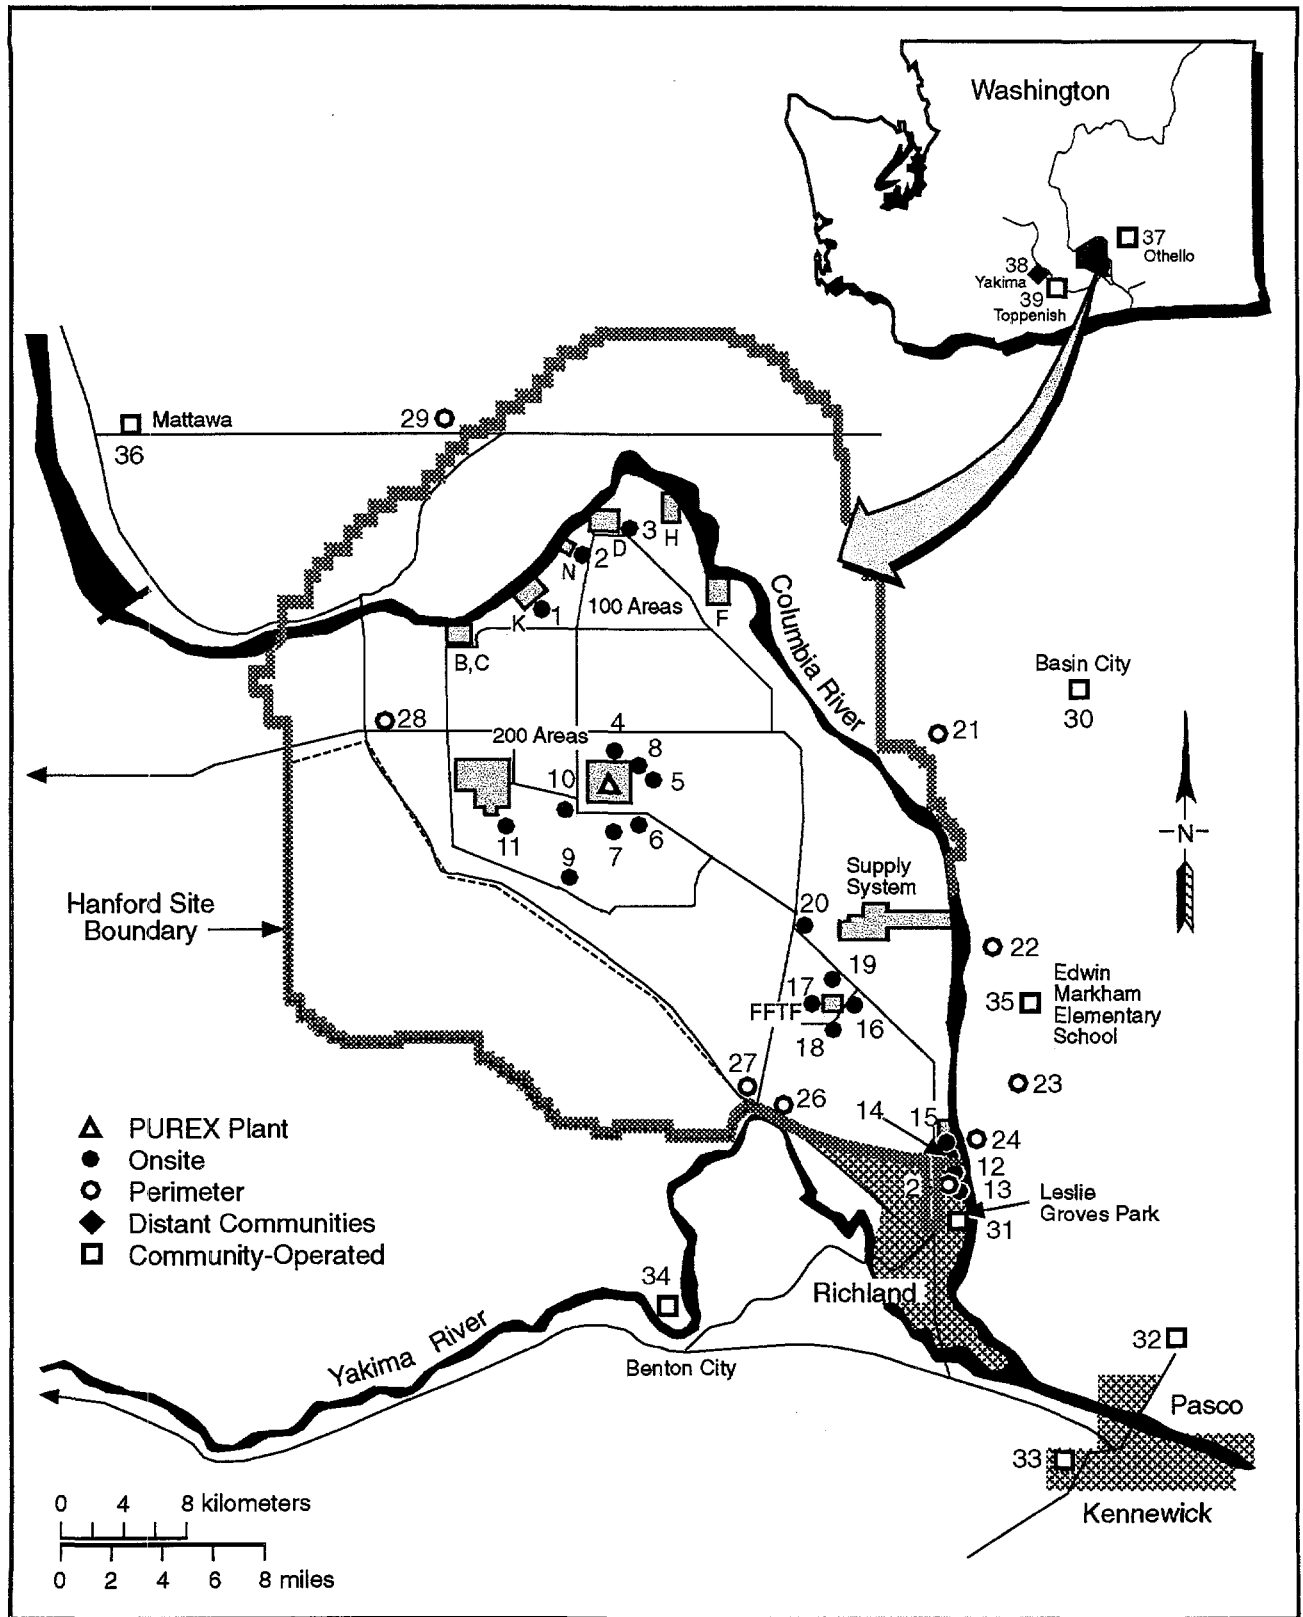 Washington
37
Othello
38
Yakima
39
Toppenish
Mattawa
36
29
3
H
D
2
N
1
K
100 Areas
F
B,C
Columbia River
Basin City
30
28
21
4
200 Areas
8
10
5
11
7
6
9
N
Supply
System
Hanford Site
Boundary
20
22
19
17
Edwin
Markham
Elementary
School
35
FFTF
16
18
27
26
23
14
15
24
PUREX Plant
Onsite
Perimeter
Distant Communities
Community-Operated
12
13
Leslie
Groves Park
31
34
Richland
Yakima River
Benton City
32
Pasco
33
Kennewick
0 4 8 kilometers
0 2 4 6 8 miles